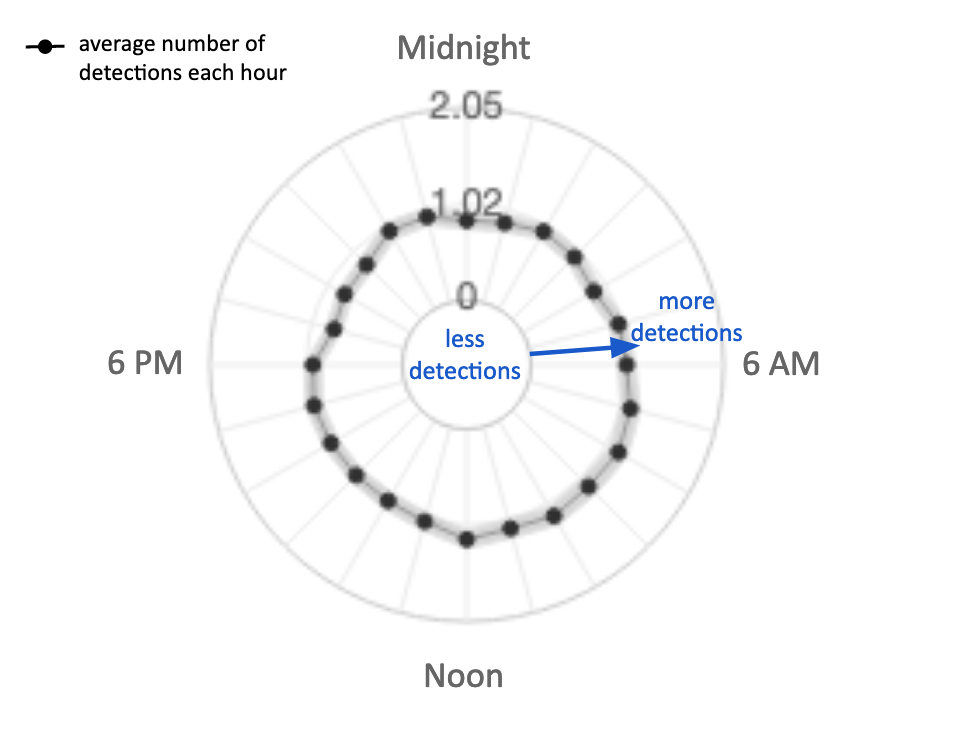 average number of
detections each hour
Midnight
2.05
1.02
0
more
detections
less
detections
6 PM
6 AM
Noon